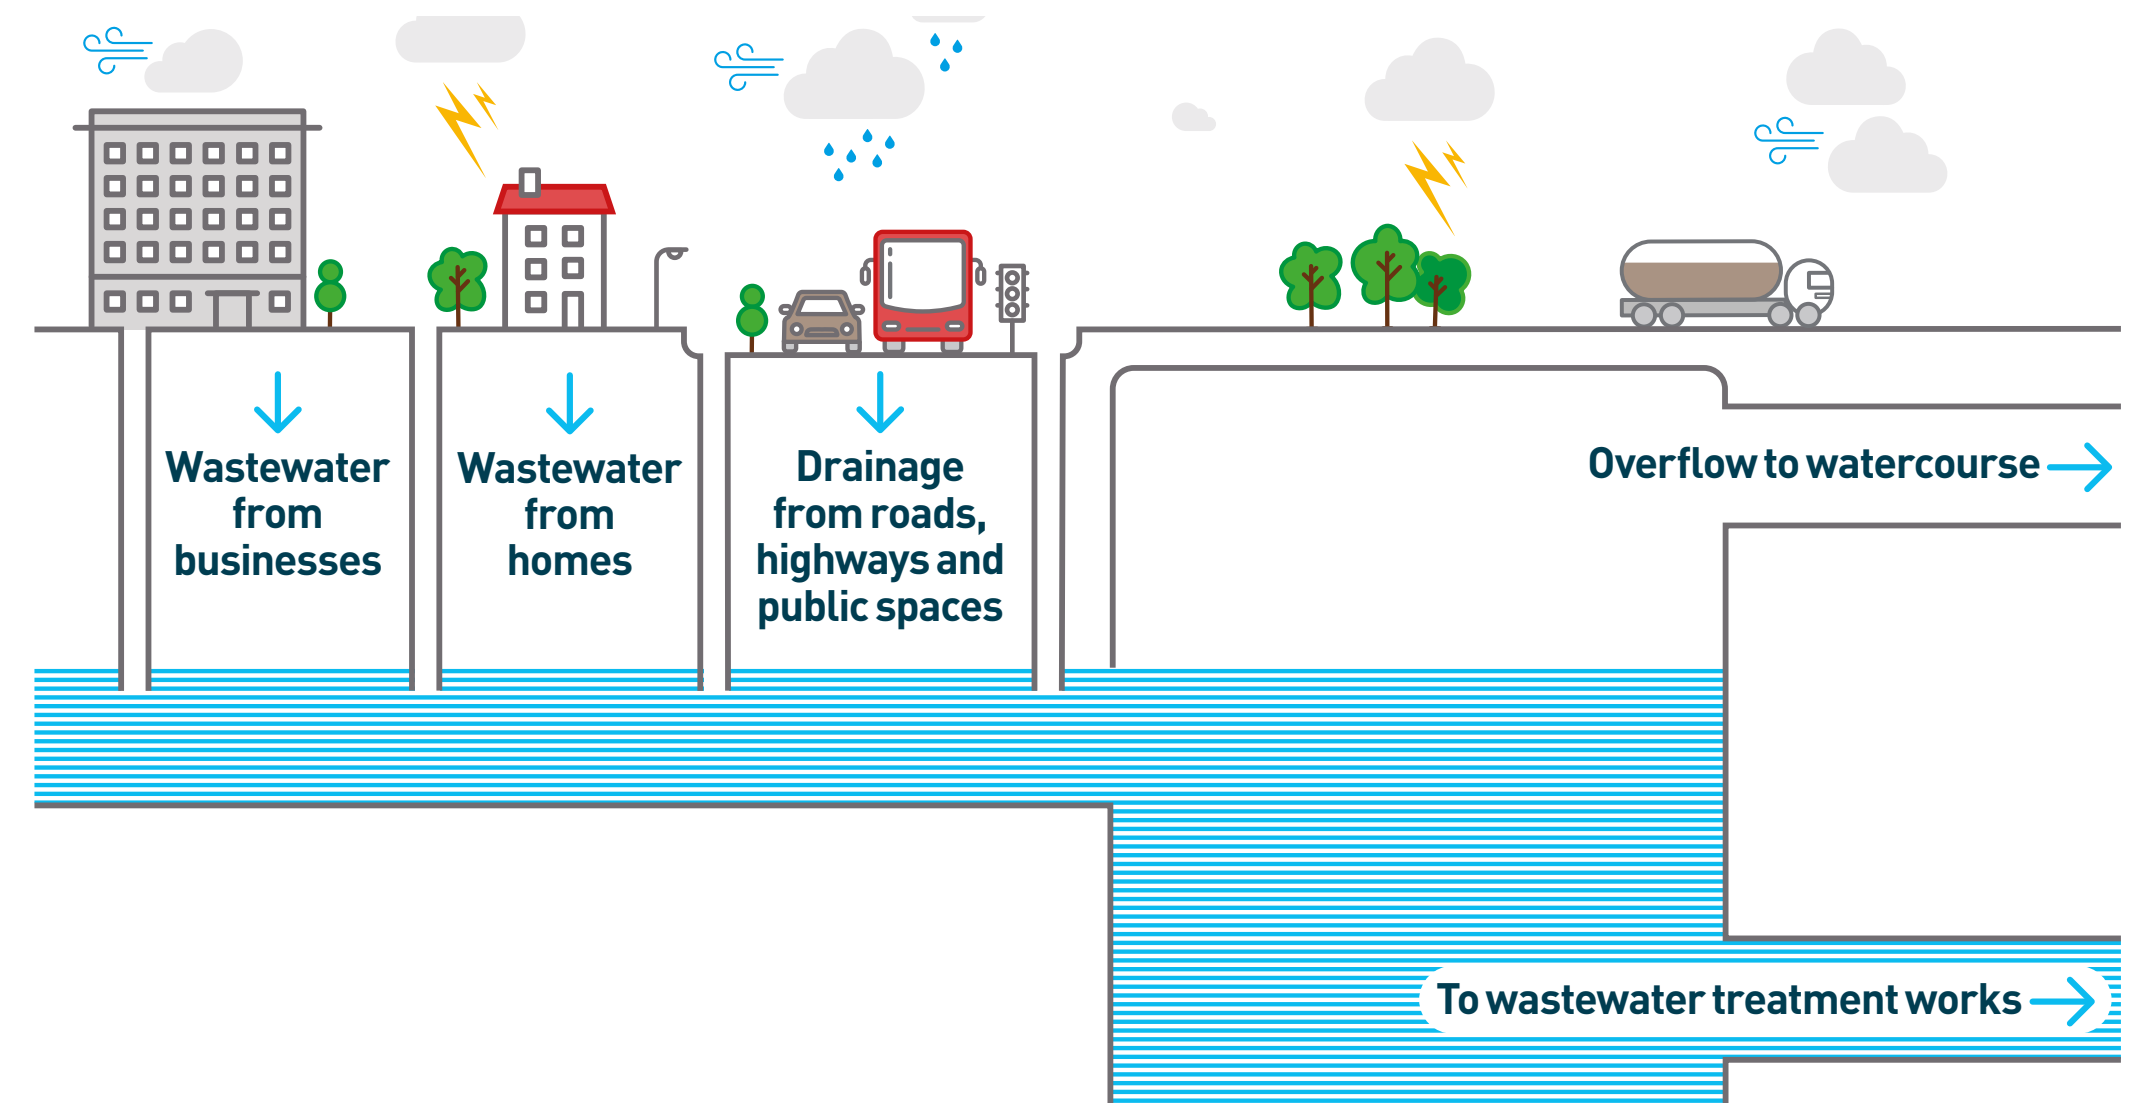 Wastewater
from
businesses
Wastewater
from
homes
Drainage
from roads,
highways and
public spaces
Overflow to watercourse
To wastewater treatment works